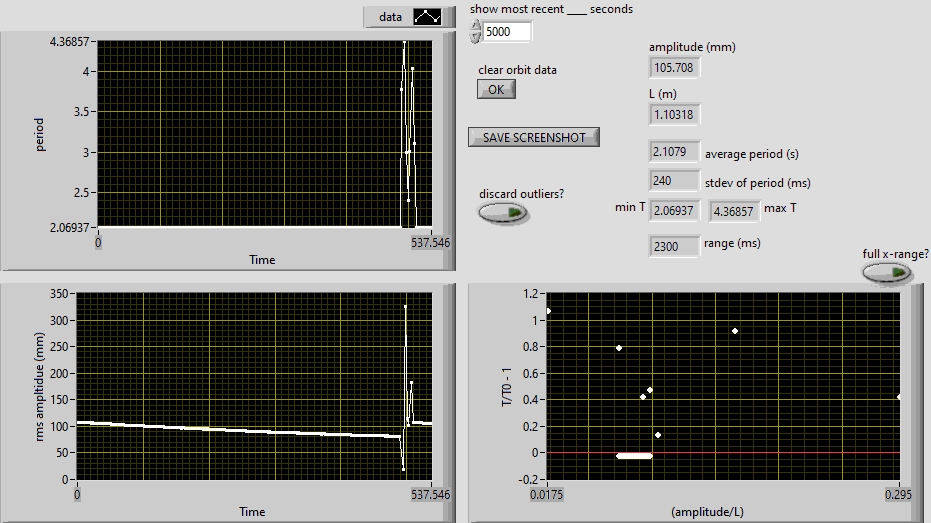 data
show most recent ____ seconds
5000
clear orbit data
OK
SAVE SCREENSHOT
discard outliers?
amplitude (mm)
105.708
L (m)
1.10318
2.1079 average period (s)
240 stdev of period (ms)
min T 2.06937 4.36857 max T
2300 range (ms)
full x-range?
period
4.36857
4
3.5
3
2.5
2.06937
0 537.546
Time
rms ampltidue (mm)
350
300
250
200
150
100
50
0
0 537.546
Time
T/T0 - 1
1.2
1
0.8
0.6
0.4
0.2
0
-0.2
0.0175 0.295
(amplitude/L)